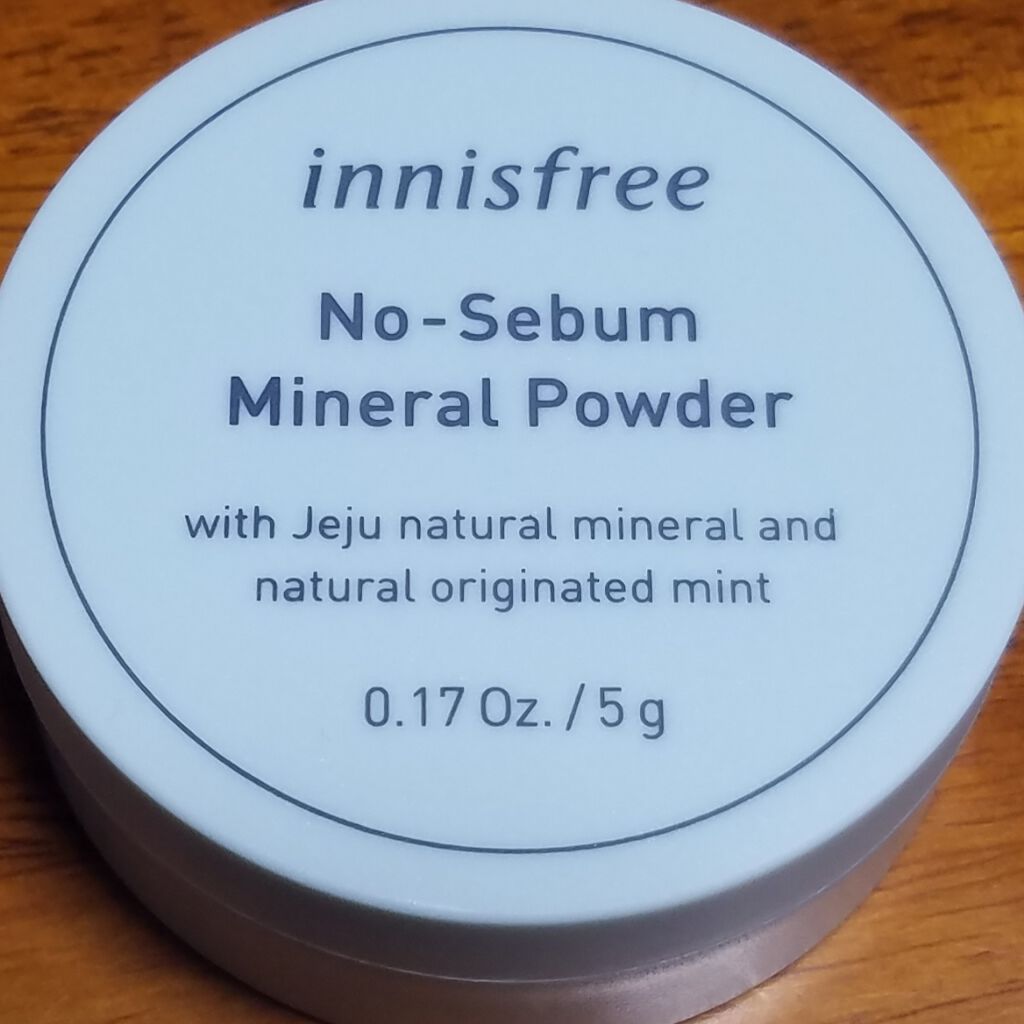 innisfree
No-Sebum
Mineral Powder
with Jeju natural mineral and
natural originated mint
0.17 Oz. / 5 g